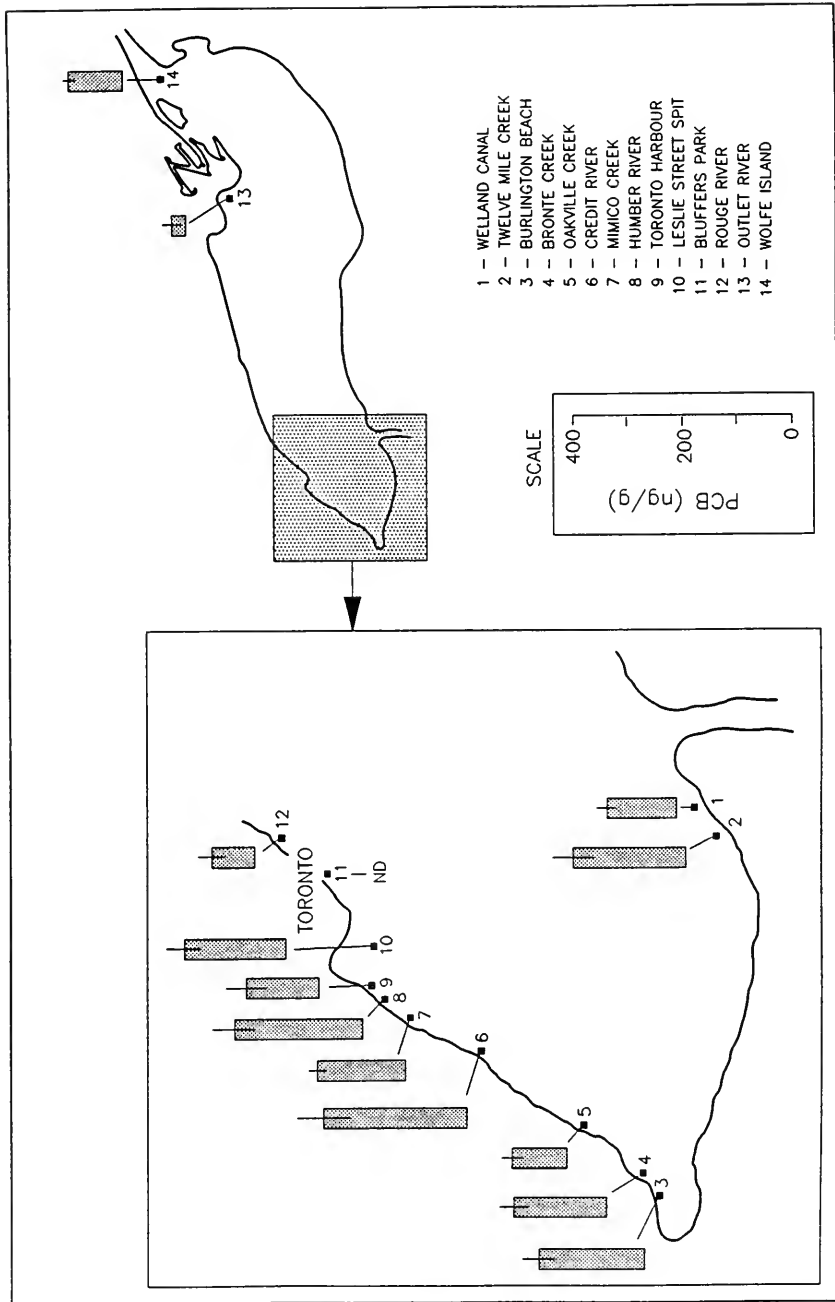 14
13
1 – WELLAND CANAL
2 – TWELVE MILE CREEK
3 – BURLINGTON BEACH
4 – BRONTE CREEK
5 – OAKVILLE CREEK
6 – CREDIT RIVER
7 – MIMICO CREEK
8 – HUMBER RIVER
9 – TORONTO HARBOUR
10 – LESLIE STREET SPIT
11 – BLUFFERS PARK
12 – ROUGE RIVER
13 – OUTLET RIVER
14 – WOLFE ISLAND
SCALE
PCB (ng/g)
400
200
0
TORONTO
12
11 – ND
10
9
8
7
6
5
4
3
2
1